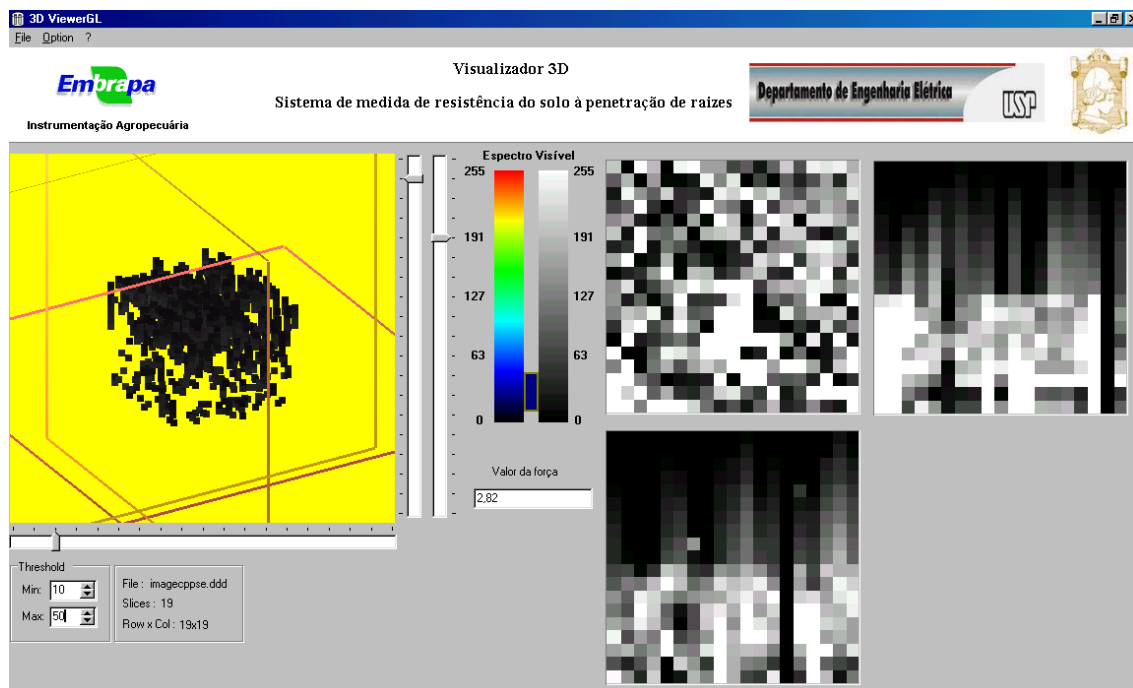 3D ViewerGL
File Option ?
Embrapa
Instrumentação Agropecuária
Visualizador 3D
Sistema de medida de resistência do solo à penetração de raizes
Departamento de Engenharia Elétrica
USP
Espectro Visível
255 255
191 191
127 127
63 63
0 0
Valor da força
2,82
Threshold
Min: 10
Max: 50
File : imagecppse.ddd
Slices : 19
Row x Col : 19x19